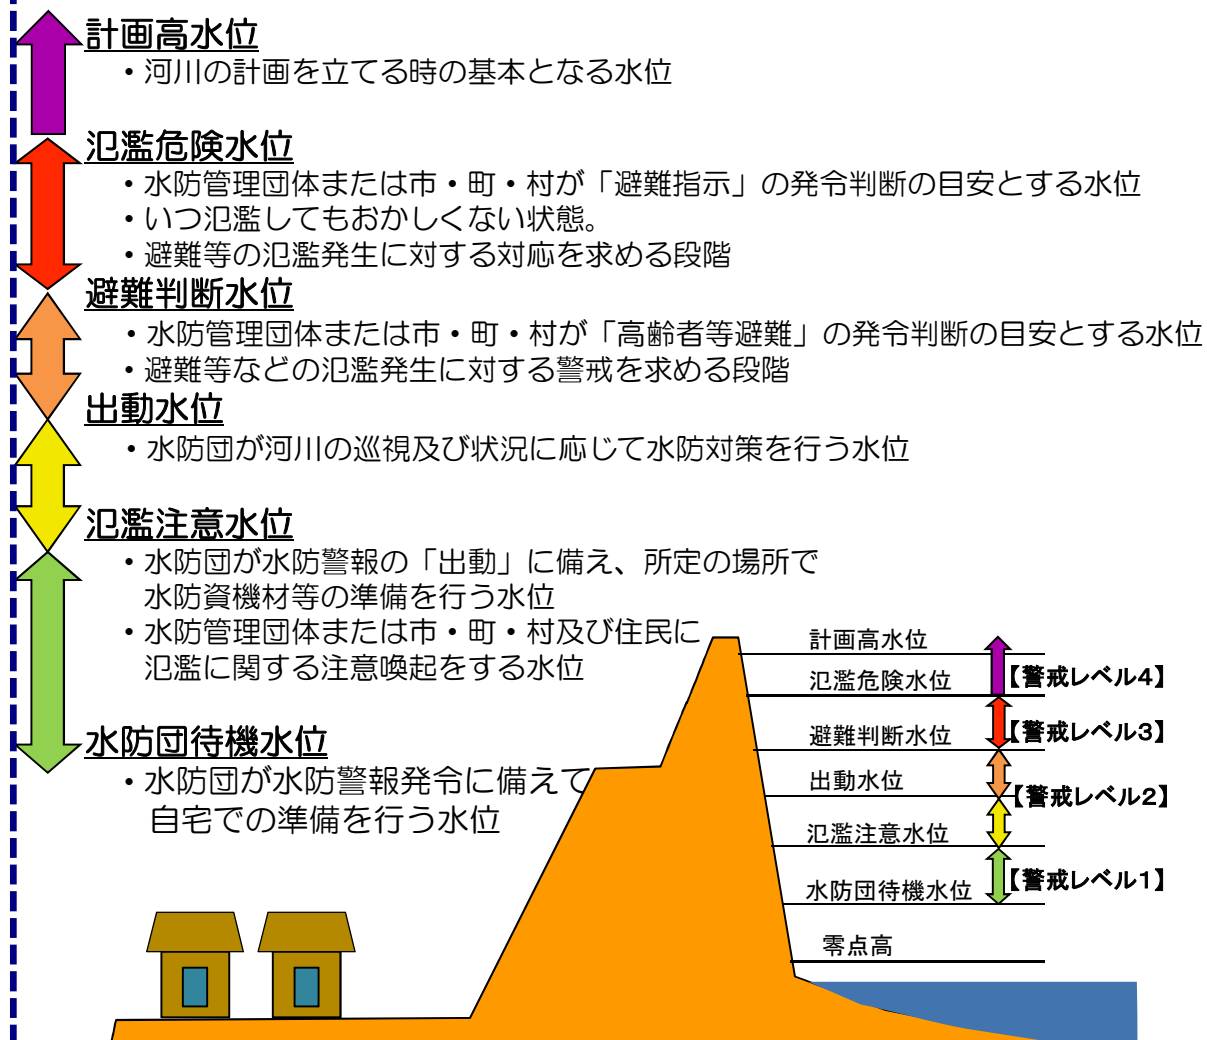 計画高水位
・河川の計画を立てる時の基本となる水位
氾濫危険水位
・水防管理団体または市・町・村が「避難指示」の発令判断の目安とする水位
・いつ氾濫してもおかしくない状態。
・避難等の氾濫発生に対する対応を求める段階
避難判断水位
・水防管理団体または市・町・村が「高齢者等避難」の発令判断の目安とする水位
・避難等などの氾濫発生に対する警戒を求める段階
出動水位
・水防団が河川の巡視及び状況に応じて水防対策を行う水位
氾濫注意水位
・水防団が水防警報の「出動」に備え、所定の場所で
水防資機材等の準備を行う水位
・水防管理団体または市・町・村及び住民に
氾濫に関する注意喚起をする水位
水防団待機水位
・水防団が水防警報発令に備えて
自宅での準備を行う水位
計画高水位
【警戒レベル4】
氾濫危険水位
【警戒レベル3】
避難判断水位
出動水位
【警戒レベル2】
氾濫注意水位
【警戒レベル1】
水防団待機水位
零点高